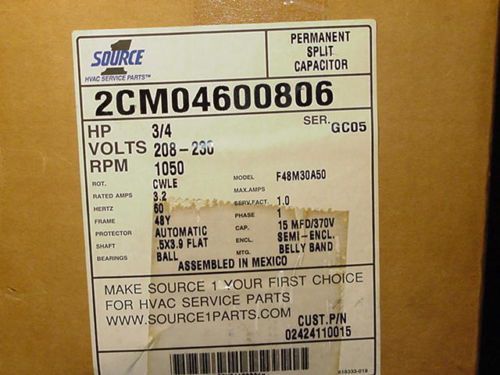 1
SOURCE
HVAC SERVICE PARTS™
PERMANENT
SPLIT
CAPACITOR
2CM04600806
HP 3/4 SER. GC05
VOLTS 208-230
RPM 1050
ROT. CWLE MODEL F48M30A50
RATED AMPS 3.2 MAX.AMPS
HERTZ 60 SERV.FACT. 1.0
FRAME 48Y PHASE 1
PROTECTOR AUTOMATIC CAP. 15 MFD/370V
SHAFT .5X3.9 FLAT ENCL. SEMI-ENCL.
BEARINGS BALL MTG. BELLY BAND
ASSEMBLED IN MEXICO
MAKE SOURCE 1 YOUR FIRST CHOICE
FOR HVAC SERVICE PARTS
WWW.SOURCE1PARTS.COM
CUST.P/N
02424110015